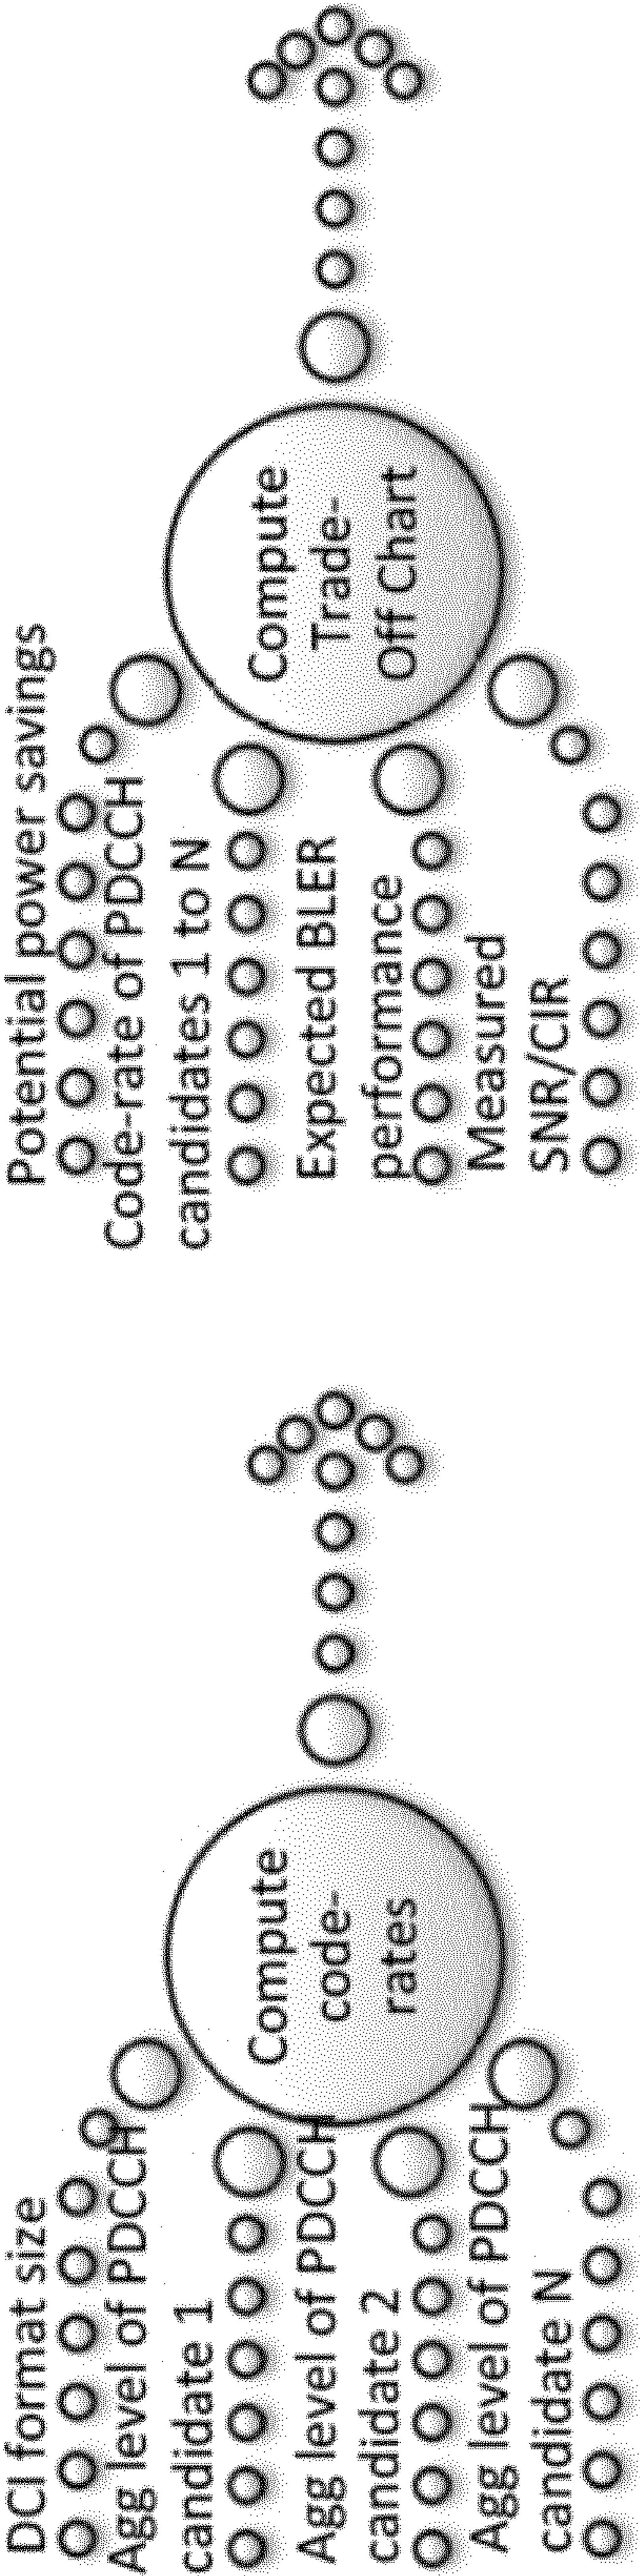 DCI format size
Agg level of PDCCH
candidate 1
Agg level of PDCCH
candidate 2
Agg level of PDCCH
candidate N
Compute
code-
rates
Potential power savings
Code-rate of PDCCH
candidates 1 to N
Expected BLER
performance
Measured
SNR/CIR
Compute
Trade-
Off Chart